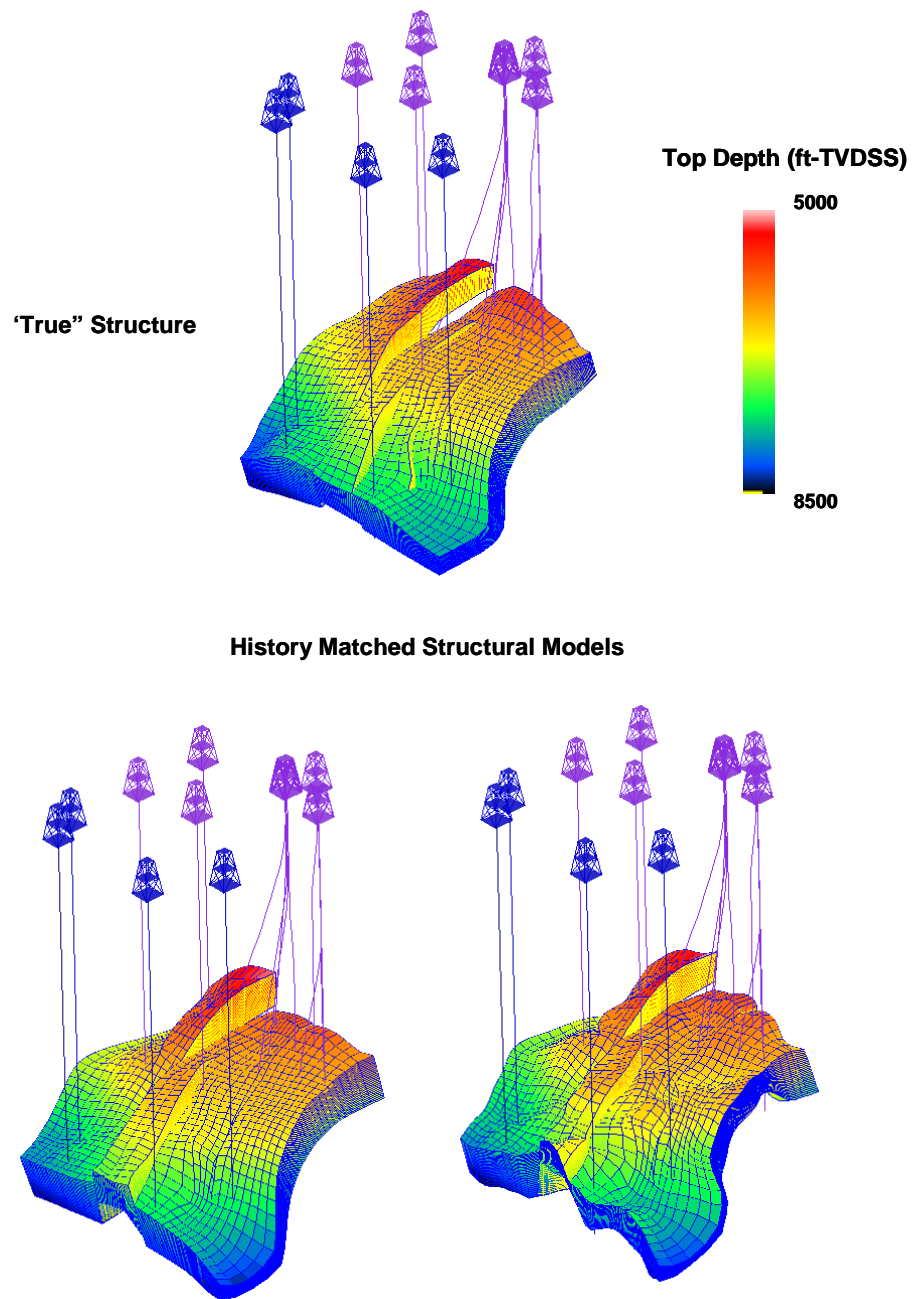 Top Depth (ft-TVDSS)
5000
‘True” Structure
8500
History Matched Structural Models